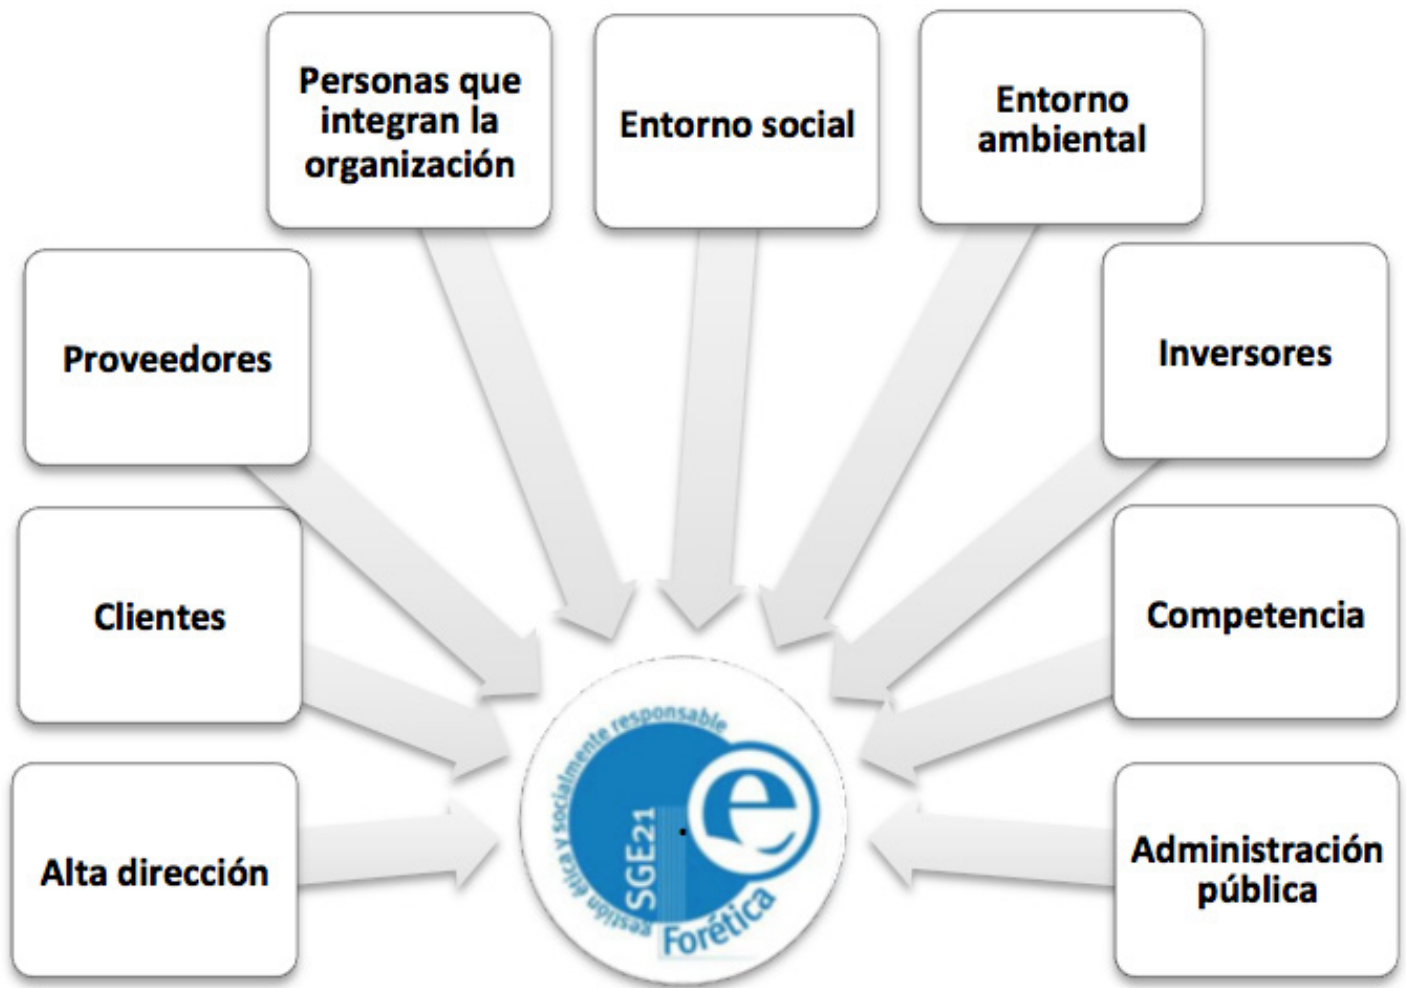 Personas que
integran la
organización
Entorno social
Entorno
ambiental
Proveedores
Inversores
Clientes
Competencia
Alta dirección
Administración
pública
gestión ética y socialmente responsable
SGE21
e
Forética